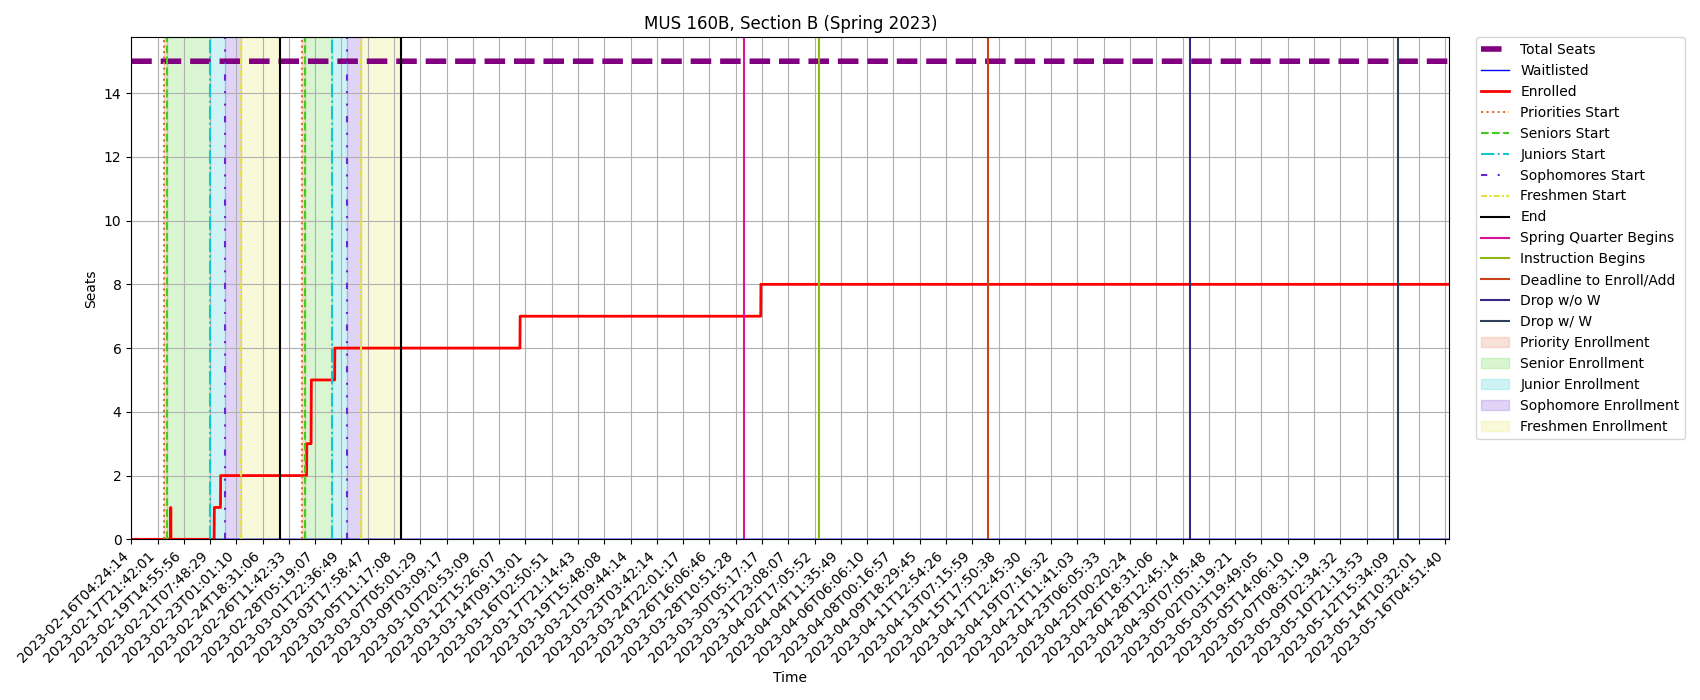 MUS 160B, Section B (Spring 2023)
Seats
14
12
10
8
6
4
2
0
2023-02-16T04:24:14
2023-02-17T21:42:01
2023-02-19T14:55:56
2023-02-21T07:48:29
2023-02-23T01:01:10
2023-02-24T18:31:06
2023-02-26T11:42:33
2023-02-28T05:19:07
2023-03-01T22:36:49
2023-03-03T17:58:47
2023-03-05T11:17:08
2023-03-07T05:01:29
2023-03-09T03:09:17
2023-03-10T20:53:09
2023-03-12T15:26:07
2023-03-14T09:13:01
2023-03-16T02:50:51
2023-03-17T21:14:43
2023-03-19T15:48:08
2023-03-21T09:44:14
2023-03-23T03:42:14
2023-03-24T22:01:17
2023-03-26T16:06:46
2023-03-28T10:51:28
2023-03-30T05:17:17
2023-03-31T23:08:07
2023-04-02T17:05:52
2023-04-04T11:35:49
2023-04-06T06:06:10
2023-04-08T00:16:57
2023-04-09T18:29:45
2023-04-11T12:54:26
2023-04-13T07:15:59
2023-04-15T17:50:38
2023-04-17T12:45:30
2023-04-19T07:16:32
2023-04-21T11:41:03
2023-04-23T06:05:33
2023-04-25T00:20:24
2023-04-26T18:31:06
2023-04-28T12:45:14
2023-04-30T07:05:48
2023-05-02T01:19:21
2023-05-03T19:49:05
2023-05-05T14:06:10
2023-05-07T08:31:19
2023-05-09T02:34:32
2023-05-10T21:13:53
2023-05-12T15:34:09
2023-05-14T10:32:01
2023-05-16T04:51:40
Time
Total Seats
Waitlisted
Enrolled
Priorities Start
Seniors Start
Juniors Start
Sophomores Start
Freshmen Start
End
Spring Quarter Begins
Instruction Begins
Deadline to Enroll/Add
Drop w/o W
Drop w/ W
Priority Enrollment
Senior Enrollment
Junior Enrollment
Sophomore Enrollment
Freshmen Enrollment